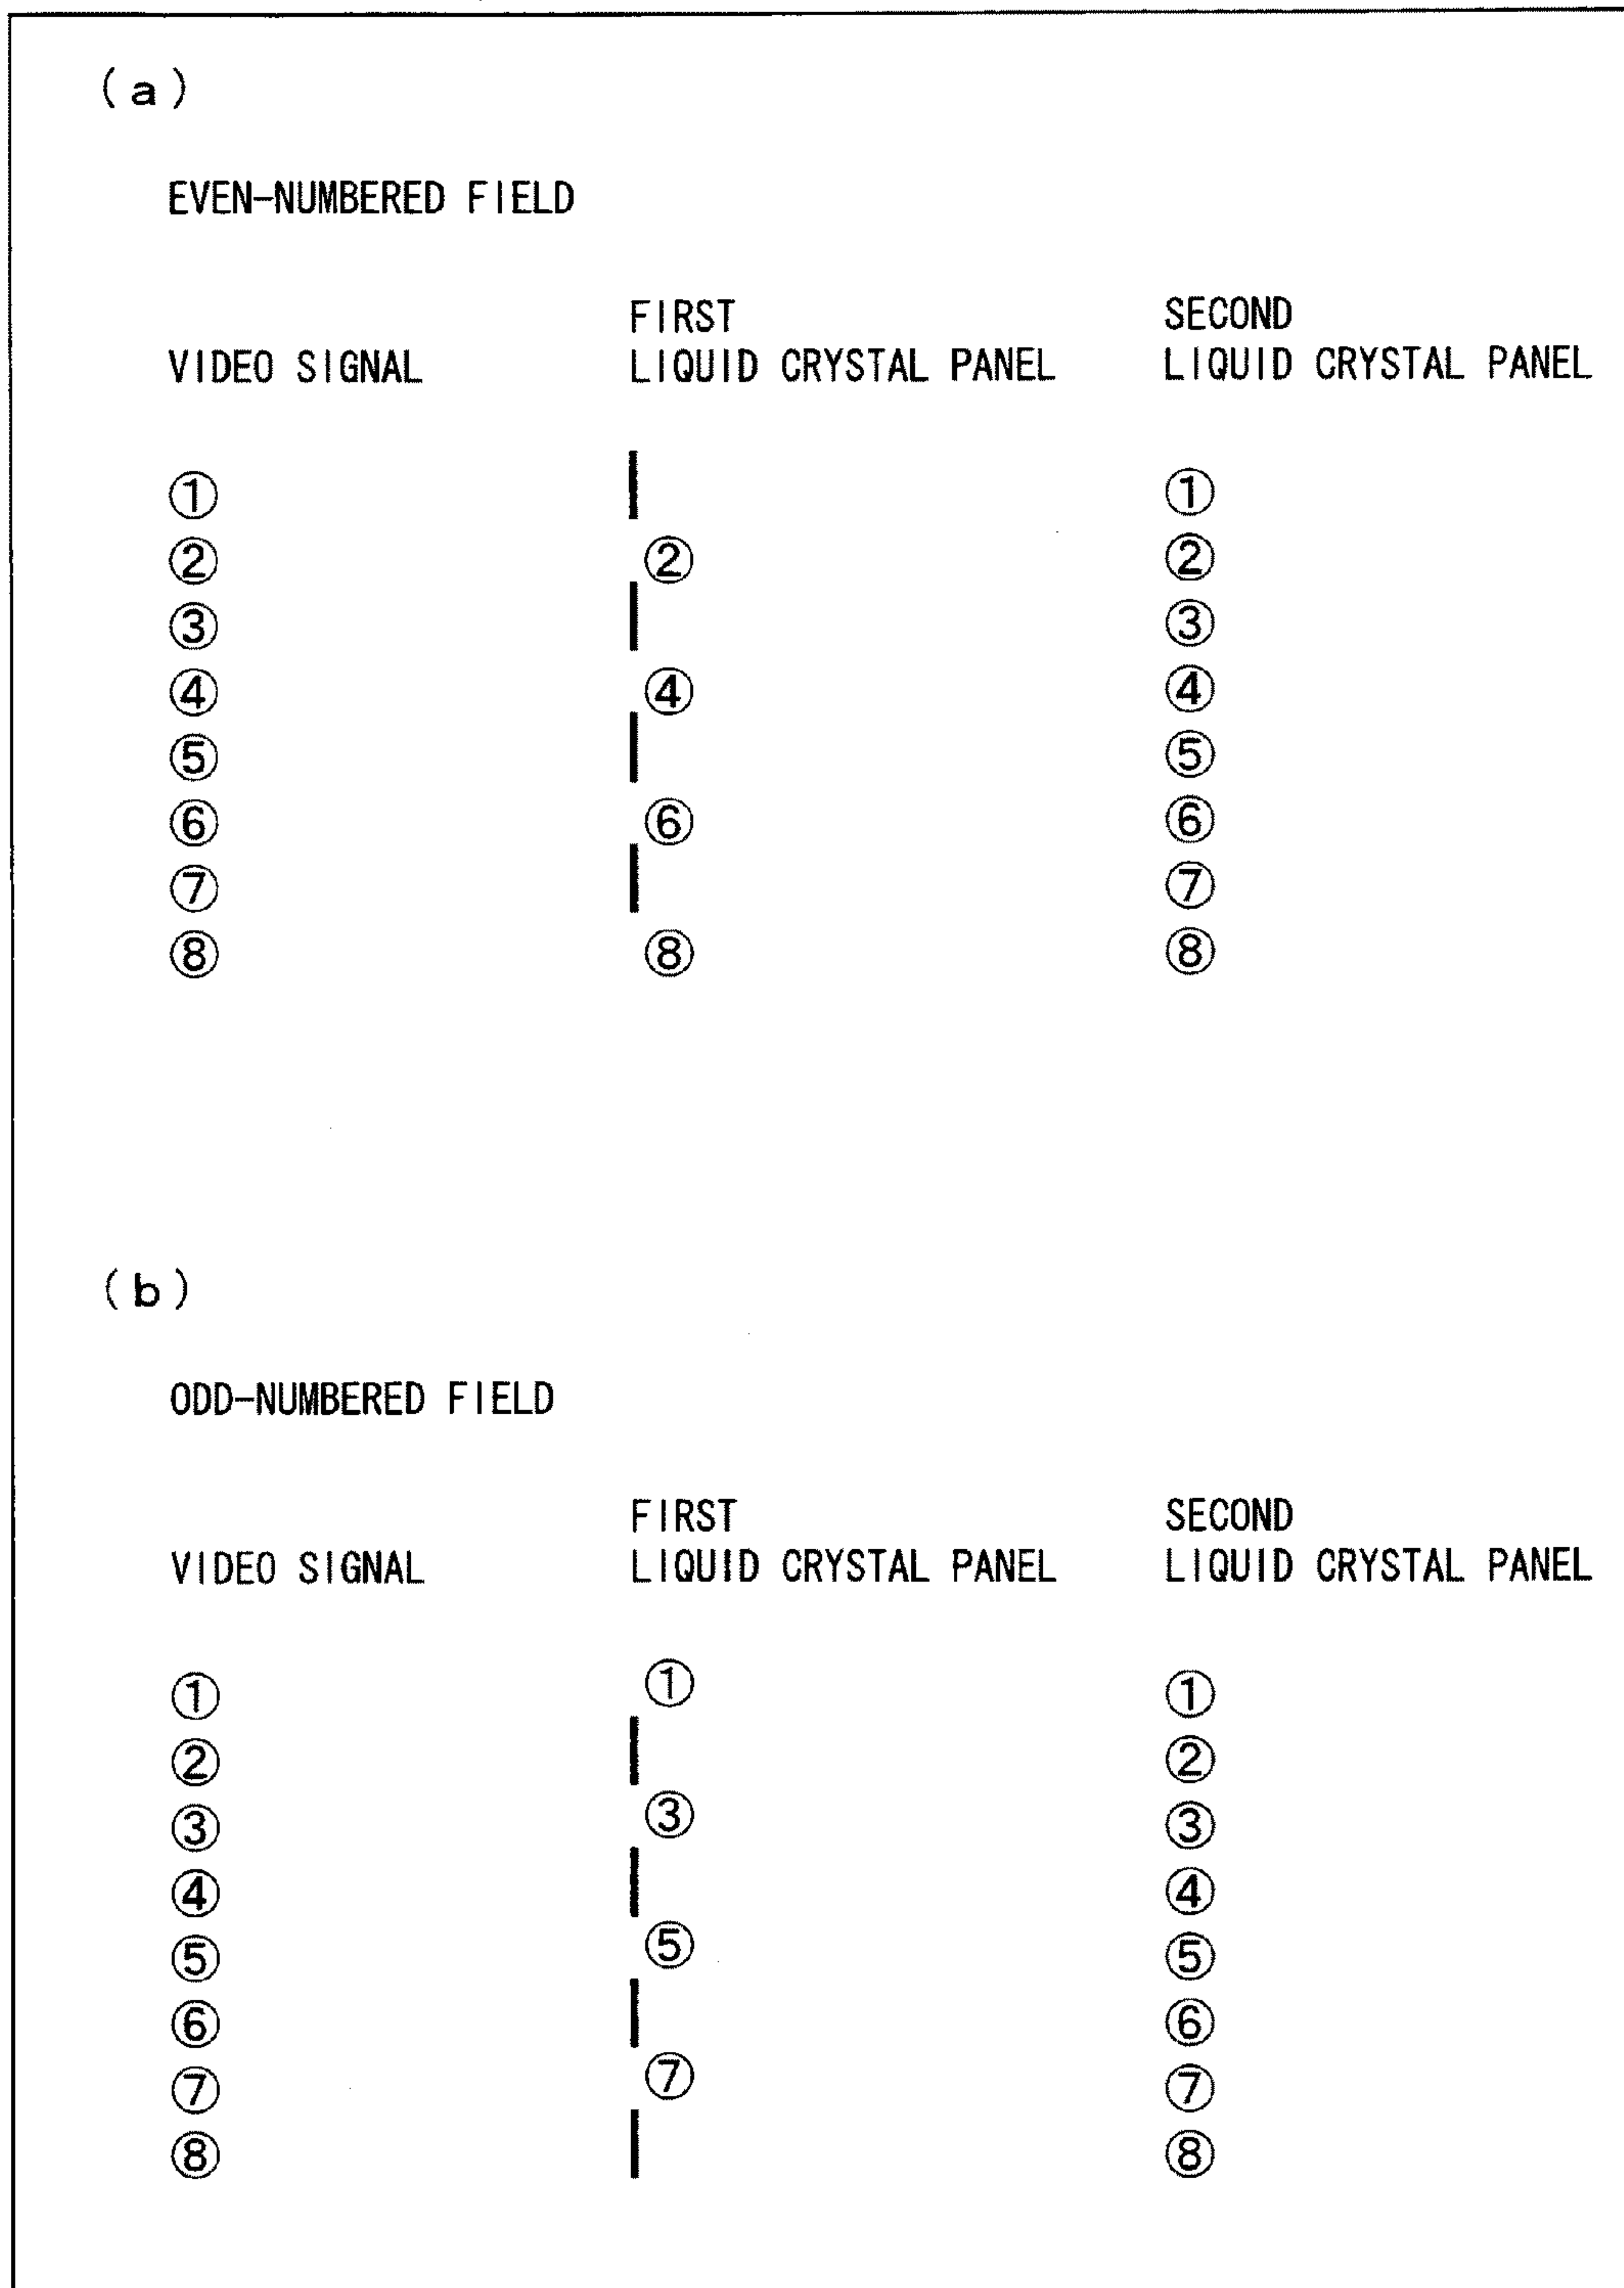 (a)
EVEN-NUMBERED FIELD
VIDEO SIGNAL
FIRST
LIQUID CRYSTAL PANEL
SECOND
LIQUID CRYSTAL PANEL
① ①
② ② ②
③ ③
④ ④ ④
⑤ ⑤
⑥ ⑥ ⑥
⑦ ⑦
⑧ ⑧ ⑧
(b)
ODD-NUMBERED FIELD
VIDEO SIGNAL
FIRST
LIQUID CRYSTAL PANEL
SECOND
LIQUID CRYSTAL PANEL
① ① ①
② ②
③ ③ ③
④ ④
⑤ ⑤ ⑤
⑥ ⑥
⑦ ⑦ ⑦
⑧ ⑧